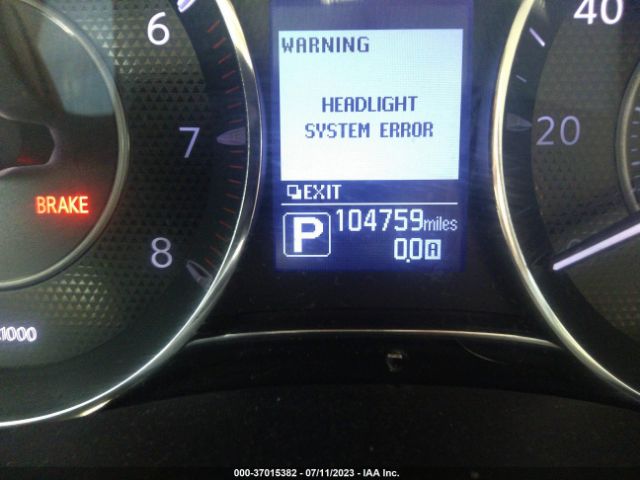 6
7
8
x1000
BRAKE
WARNING
HEADLIGHT
SYSTEM ERROR
EXIT
P
104759miles
0.0 A
40
20
000-37015382 - 07/11/2023 - IAA Inc.